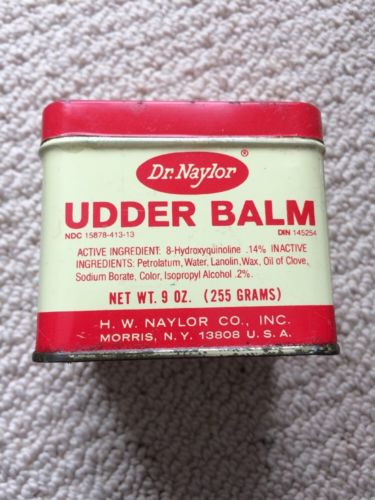 Dr. Naylor ®
UDDER BALM
NDC 15878-413-13 DIN 145254
ACTIVE INGREDIENT: 8-Hydroxyquinoline .14% INACTIVE
INGREDIENTS: Petrolatum, Water, Lanolin, Wax, Oil of Clove,
Sodium Borate, Color, Isopropyl Alcohol .2%.
NET WT. 9 OZ. (255 GRAMS)
H. W. NAYLOR CO., INC.
MORRIS, N.Y. 13808 U.S.A.